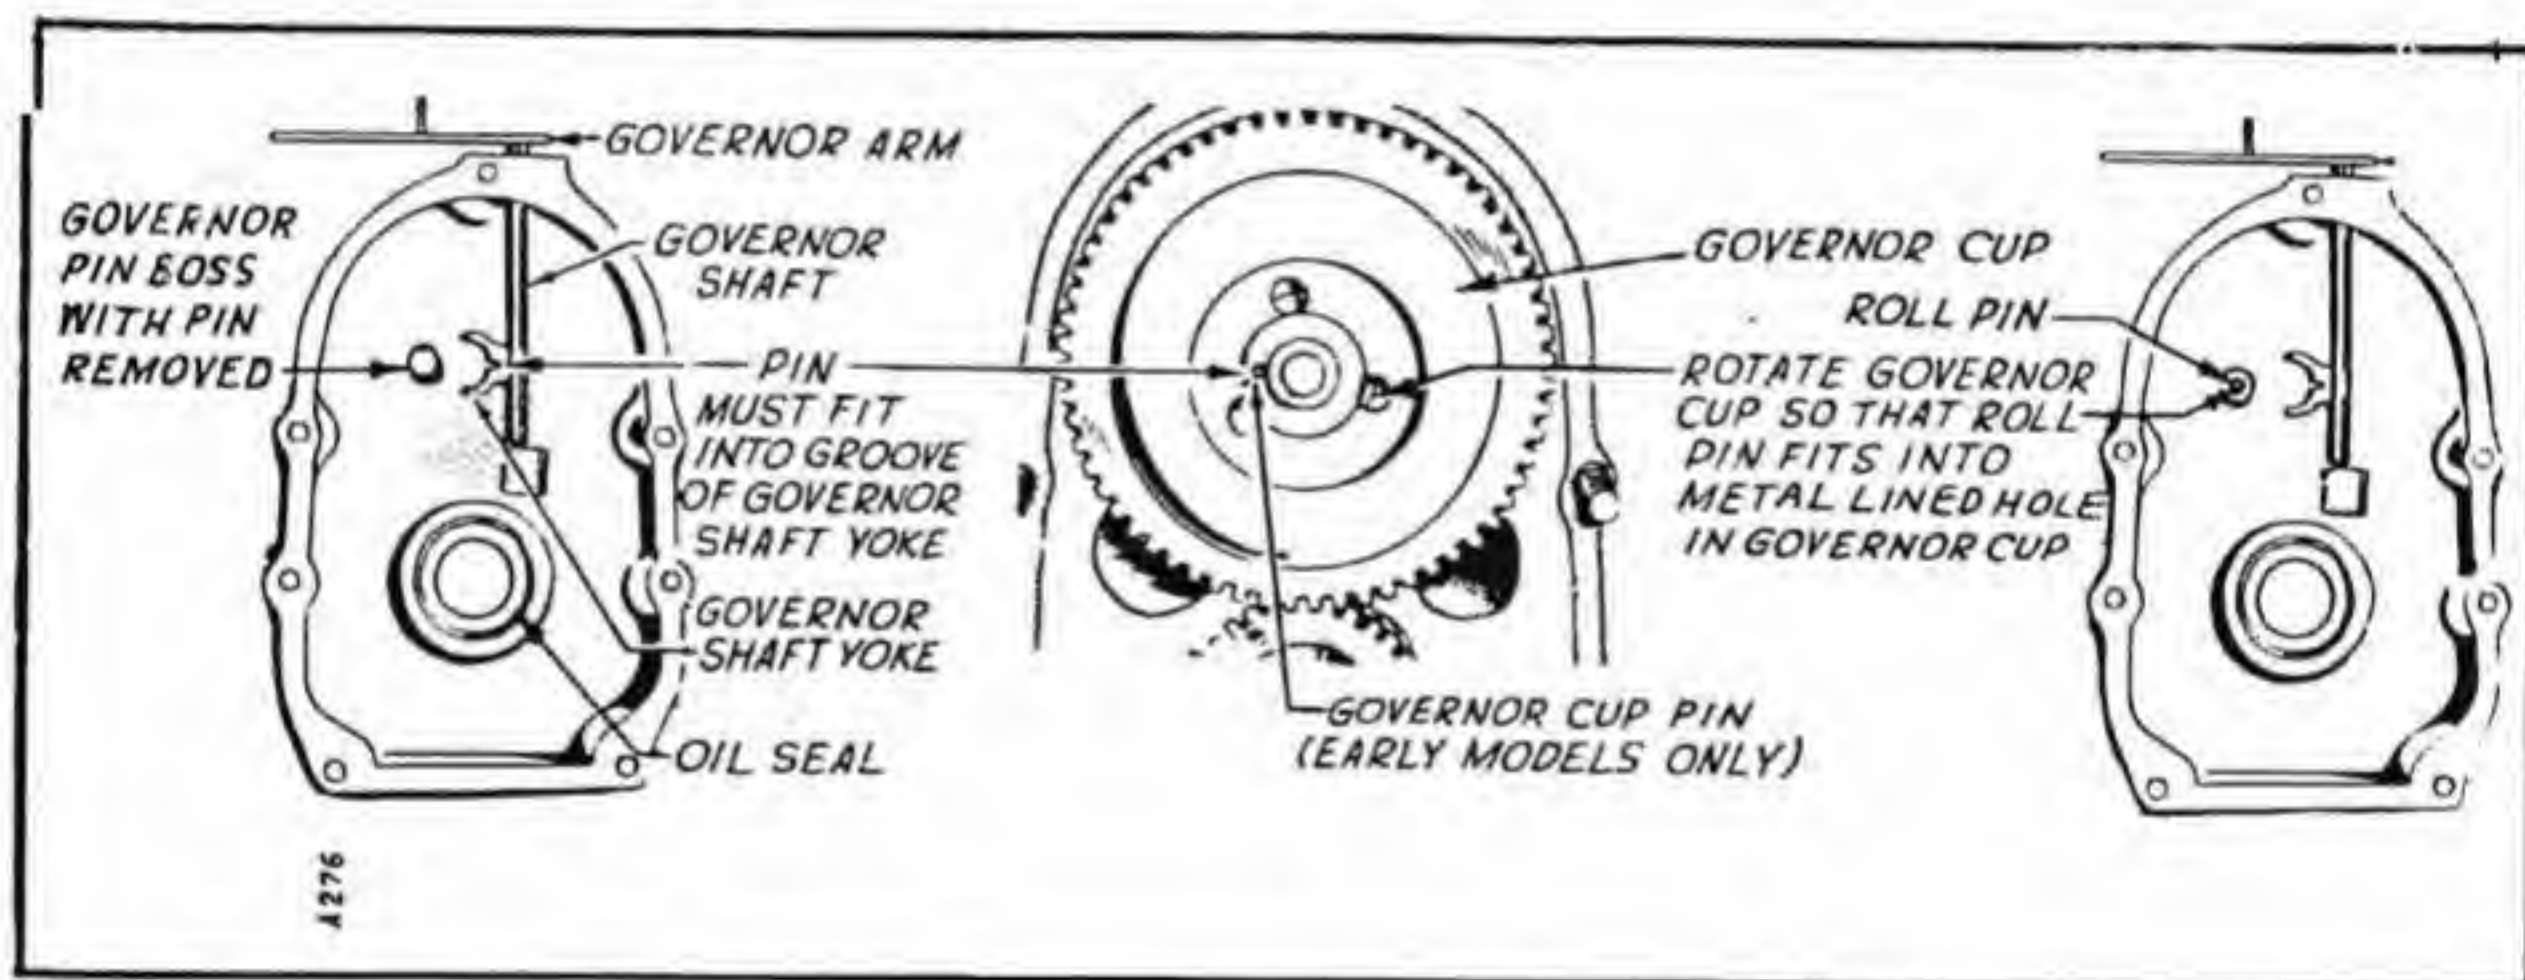 GOVERNOR ARM
GOVERNOR
PIN BOSS
WITH PIN
REMOVED
GOVERNOR
SHAFT
PIN
MUST FIT
INTO GROOVE
OF GOVERNOR
SHAFT YOKE
GOVERNOR
SHAFT YOKE
OIL SEAL
GOVERNOR CUP
ROLL PIN
ROTATE GOVERNOR
CUP SO THAT ROLL
PIN FITS INTO
METAL LINED HOLE
IN GOVERNOR CUP
GOVERNOR CUP PIN
(EARLY MODELS ONLY)
A276